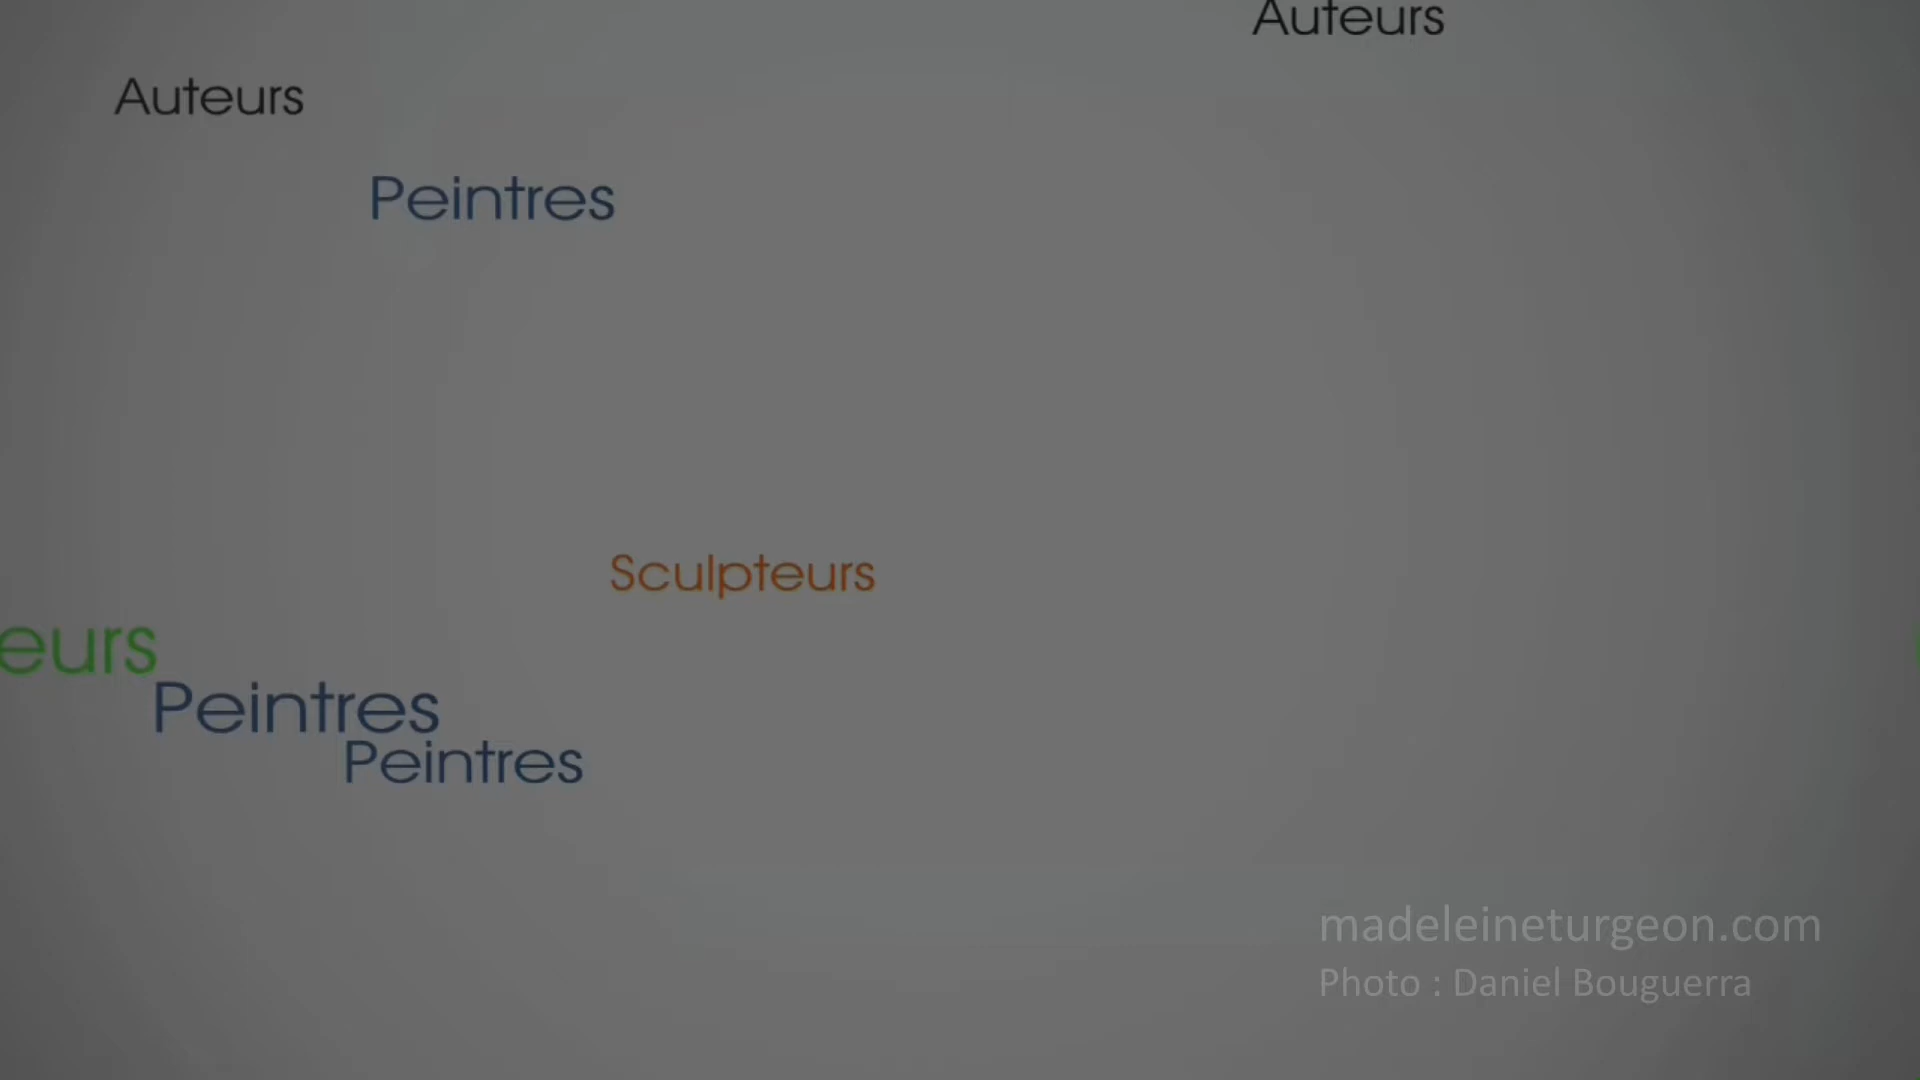 Auteurs
Auteurs
Peintres
Sculpteurs
eurs
Peintres
Peintres
madeleineturgeon.com
Photo : Daniel Bouguerra